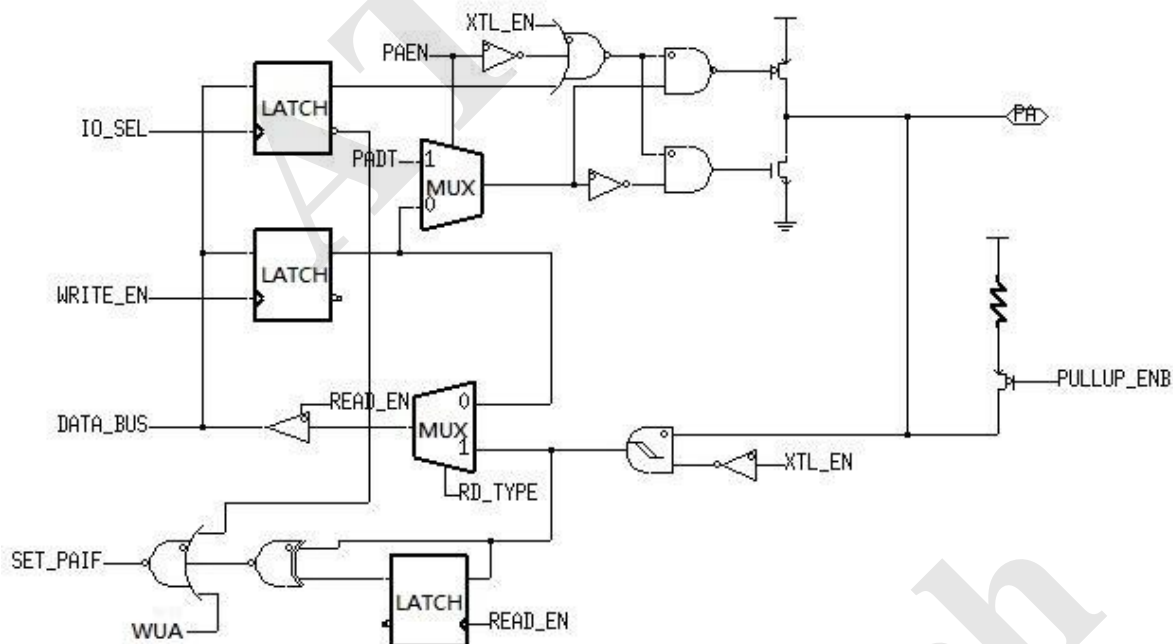 XTL_EN
PAEN
LATCH
IO_SEL
PA
PADT
1
MUX
0
LATCH
WRITE_EN
PULLUP_ENB
READ_EN
0
DATA_BUS
MUX
1
XTL_EN
RD_TYPE
SET_PAIF
LATCH
READ_EN
WUA